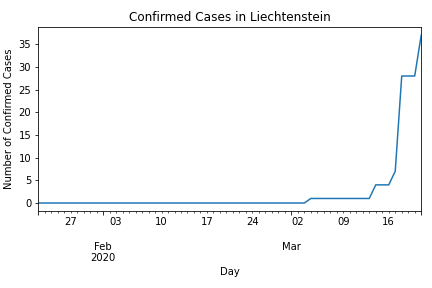 Confirmed Cases in Liechtenstein
Number of Confirmed Cases
35
30
25
20
15
10
5
0
27 03 10 17 24 02 09 16
Feb Mar
2020
Day